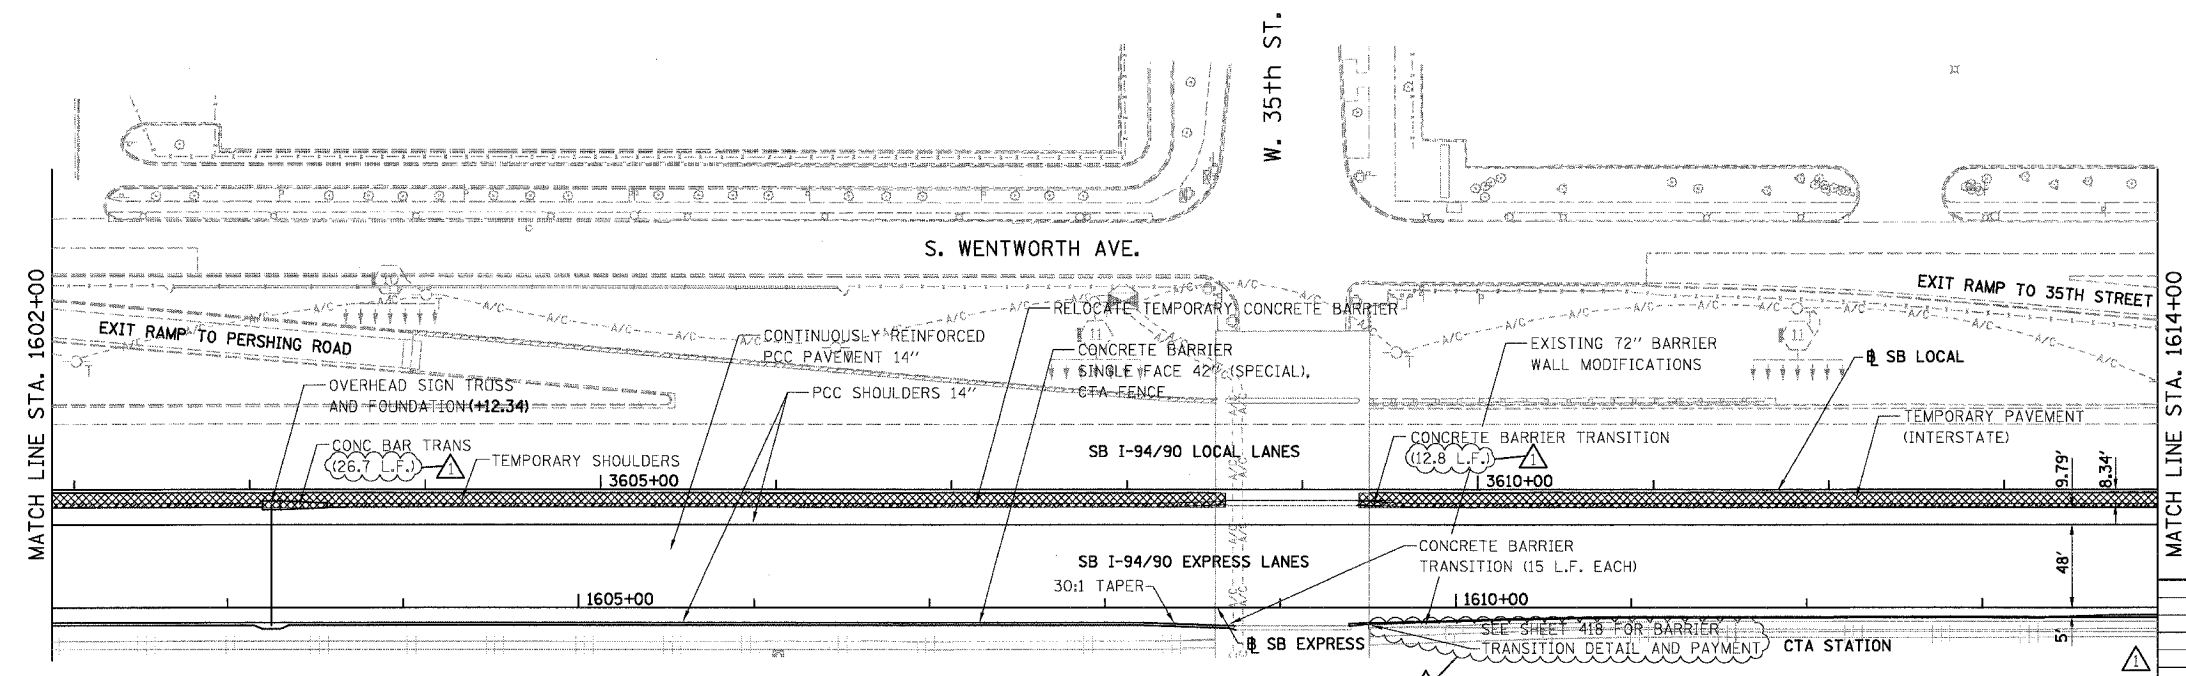 W. 35th ST.
S. WENTWORTH AVE.
MATCH LINE STA. 1602+00
MATCH LINE STA. 1614+00
EXIT RAMP TO 35TH STREET
EXIT RAMP TO PERSHING ROAD
10
11
11
A/C
RELOCATE TEMPORARY CONCRETE BARRIER
CONTINUOUSLY REINFORCED
PCC PAVEMENT 14"
CONCRETE BARRIER
SINGLE FACE 42" (SPECIAL),
CTA FENCE
EXISTING 72" BARRIER
WALL MODIFICATIONS
℄ SB LOCAL
OVERHEAD SIGN TRUSS
AND FOUNDATION (+12.34)
PCC SHOULDERS 14"
TEMPORARY PAVEMENT
(INTERSTATE)
CONC BAR TRANS
(26.7 L.F.) 1
TEMPORARY SHOULDERS
SB I-94/90 LOCAL LANES
CONCRETE BARRIER TRANSITION
(12.8 L.F.) 1
3605+00
3610+00
9.79'
8.34'
SB I-94/90 EXPRESS LANES
30:1 TAPER
CONCRETE BARRIER
TRANSITION (15 L.F. EACH)
48'
1605+00
1610+00
℄ SB EXPRESS
SEE SHEET 418 FOR BARRIER
TRANSITION DETAIL AND PAYMENT
CTA STATION
5'
1